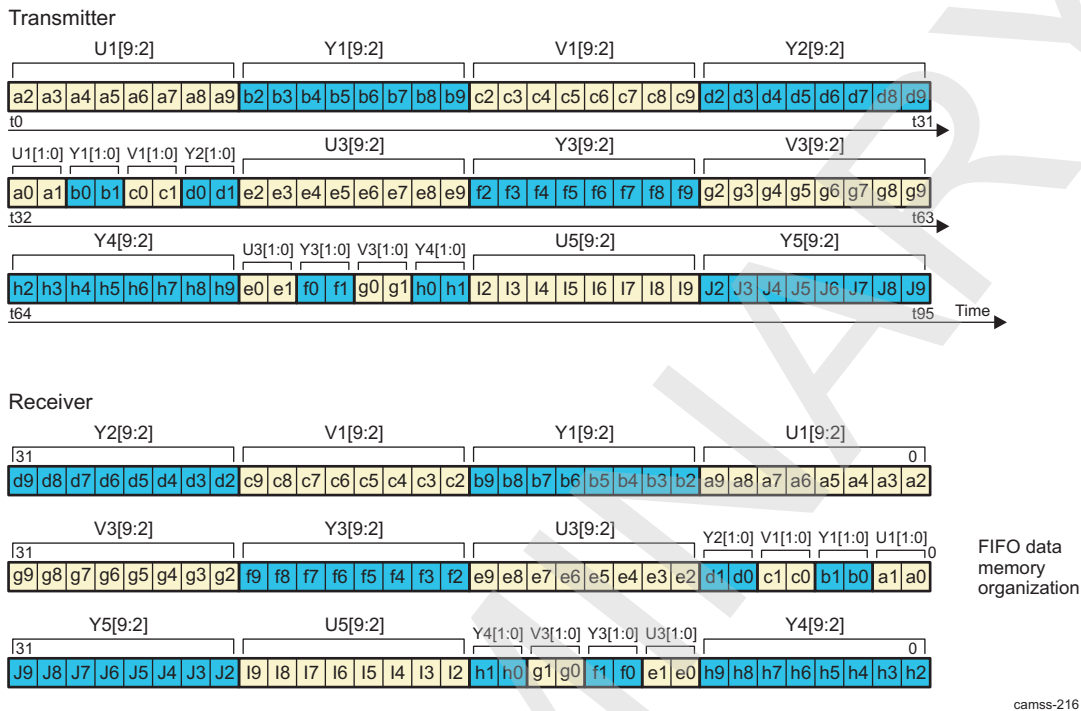 Transmitter
U1[9:2] Y1[9:2] V1[9:2] Y2[9:2]
a2 a3 a4 a5 a6 a7 a8 a9 b2 b3 b4 b5 b6 b7 b8 b9 c2 c3 c4 c5 c6 c7 c8 c9 d2 d3 d4 d5 d6 d7 d8 d9
t0 t31
U1[1:0] Y1[1:0] V1[1:0] Y2[1:0] U3[9:2] Y3[9:2] V3[9:2]
a0 a1 b0 b1 c0 c1 d0 d1 e2 e3 e4 e5 e6 e7 e8 e9 f2 f3 f4 f5 f6 f7 f8 f9 g2 g3 g4 g5 g6 g7 g8 g9
t32 t63
Y4[9:2] U3[1:0] Y3[1:0] V3[1:0] Y4[1:0] U5[9:2] Y5[9:2]
h2 h3 h4 h5 h6 h7 h8 h9 e0 e1 f0 f1 g0 g1 h0 h1 I2 I3 I4 I5 I6 I7 I8 I9 J2 J3 J4 J5 J6 J7 J8 J9
t64 t95 Time
Receiver
Y2[9:2] V1[9:2] Y1[9:2] U1[9:2]
31 0
d9 d8 d7 d6 d5 d4 d3 d2 c9 c8 c7 c6 c5 c4 c3 c2 b9 b8 b7 b6 b5 b4 b3 b2 a9 a8 a7 a6 a5 a4 a3 a2
V3[9:2] Y3[9:2] U3[9:2] Y2[1:0] V1[1:0] Y1[1:0] U1[1:0]
31 0
g9 g8 g7 g6 g5 g4 g3 g2 f9 f8 f7 f6 f5 f4 f3 f2 e9 e8 e7 e6 e5 e4 e3 e2 d1 d0 c1 c0 b1 b0 a1 a0
FIFO data
memory
organization
Y5[9:2] U5[9:2] Y4[1:0] V3[1:0] Y3[1:0] U3[1:0] Y4[9:2]
31 0
J9 J8 J7 J6 J5 J4 J3 J2 I9 I8 I7 I6 I5 I4 I3 I2 h1 h0 g1 g0 f1 f0 e1 e0 h9 h8 h7 h6 h5 h4 h3 h2
camss-216
MINARY